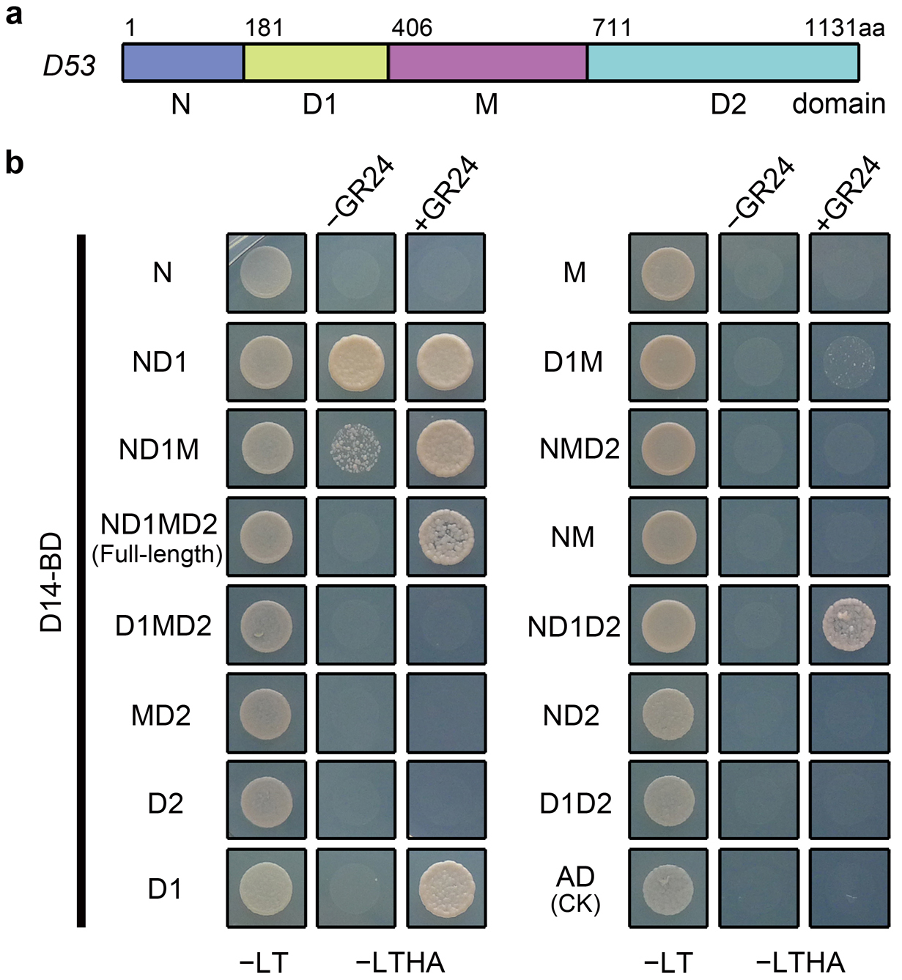 a
1 181 406 711 1131aa
D53
N D1 M D2 domain
b
−GR24 +GR24 −GR24 +GR24
D14-BD
N M
ND1 D1M
ND1M NMD2
ND1MD2
(Full-length) NM
D1MD2 ND1D2
MD2 ND2
D2 D1D2
D1 AD
(CK)
−LT −LTHA −LT −LTHA